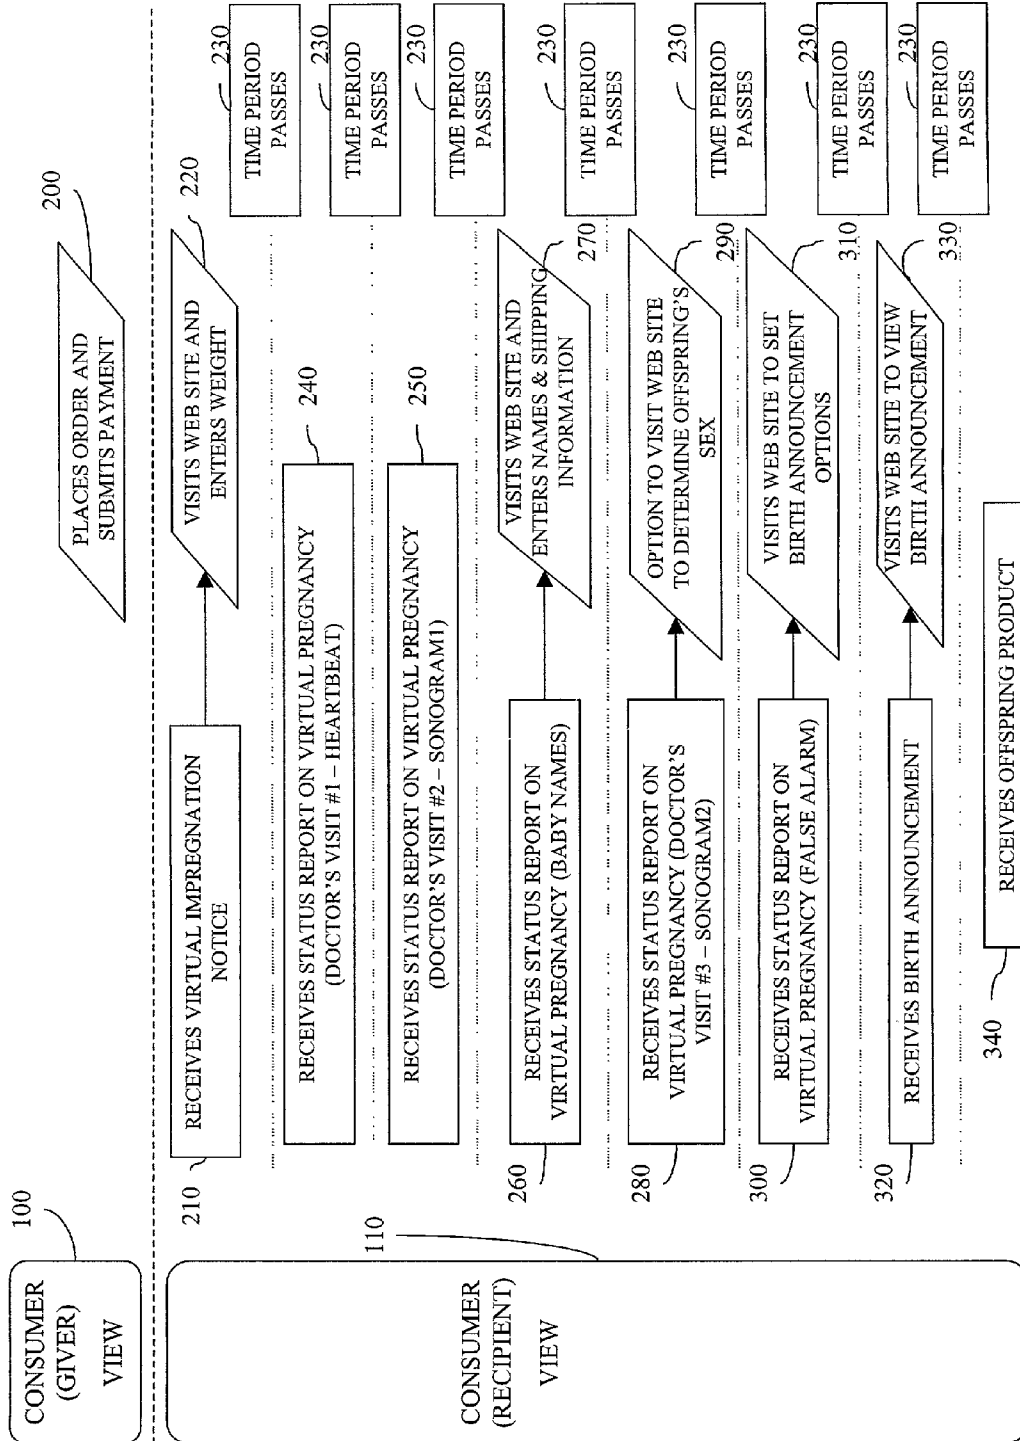 CONSUMER
(GIVER)
VIEW
100
PLACES ORDER AND
SUBMITS PAYMENT
200
CONSUMER
(RECIPIENT)
VIEW
110
210
RECEIVES VIRTUAL IMPREGNATION
NOTICE
VISITS WEB SITE AND
ENTERS WEIGHT
220
230
TIME PERIOD
PASSES
RECEIVES STATUS REPORT ON VIRTUAL PREGNANCY
(DOCTOR'S VISIT #1 – HEARTBEAT)
240
230
TIME PERIOD
PASSES
RECEIVES STATUS REPORT ON VIRTUAL PREGNANCY
(DOCTOR'S VISIT #2 – SONOGRAM1)
250
230
TIME PERIOD
PASSES
260
RECEIVES STATUS REPORT ON
VIRTUAL PREGNANCY (BABY NAMES)
VISITS WEB SITE AND
ENTERS NAMES & SHIPPING
INFORMATION
270
230
TIME PERIOD
PASSES
280
RECEIVES STATUS REPORT ON
VIRTUAL PREGNANCY (DOCTOR'S
VISIT #3 – SONOGRAM2)
OPTION TO VISIT WEB SITE
TO DETERMINE OFFSPRING'S
SEX
290
230
TIME PERIOD
PASSES
300
RECEIVES STATUS REPORT ON
VIRTUAL PREGNANCY (FALSE ALARM)
VISITS WEB SITE TO SET
BIRTH ANNOUNCEMENT
OPTIONS
310
230
TIME PERIOD
PASSES
320
RECEIVES BIRTH ANNOUNCEMENT
VISITS WEB SITE TO VIEW
BIRTH ANNOUNCEMENT
330
230
TIME PERIOD
PASSES
340
RECEIVES OFFSPRING PRODUCT